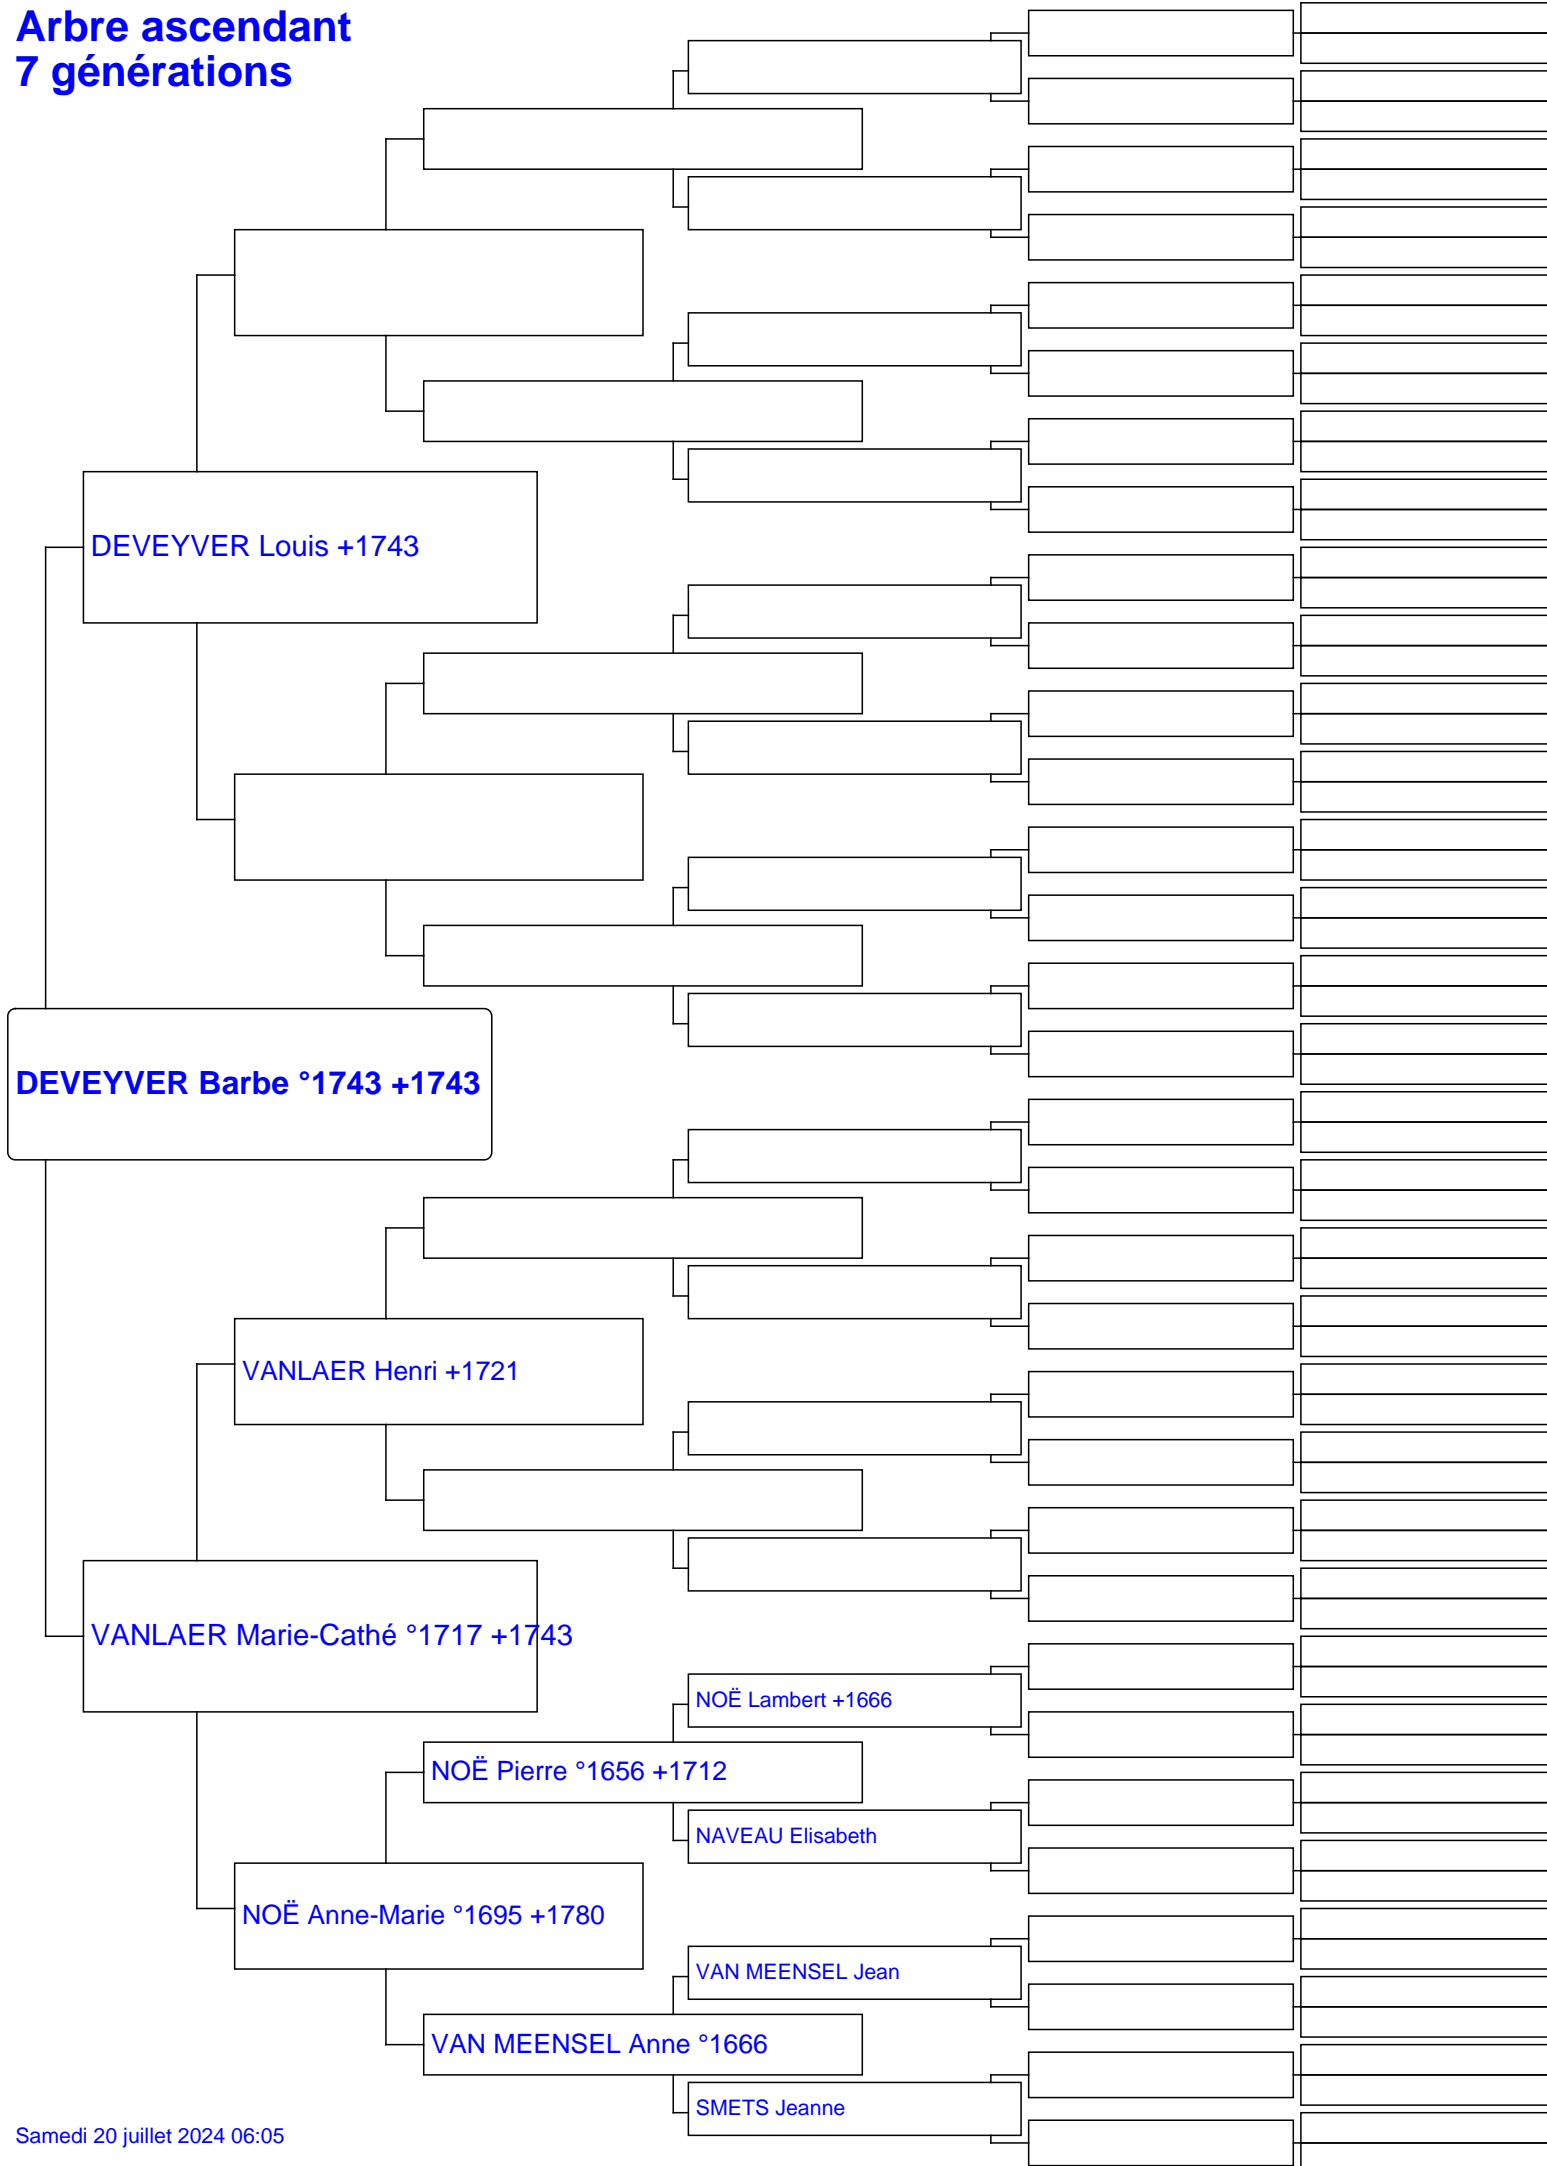 Arbre ascendant
7 générations
DEVEYVER Louis +1743
DEVEYVER Barbe °1743 +1743
VANLAER Henri +1721
VANLAER Marie-Cathé °1717 +1743
NOË Lambert +1666
NOË Pierre °1656 +1712
NAVEAU Elisabeth
NOË Anne-Marie °1695 +1780
VAN MEENSEL Jean
VAN MEENSEL Anne °1666
SMETS Jeanne
Samedi 20 juillet 2024 06:05